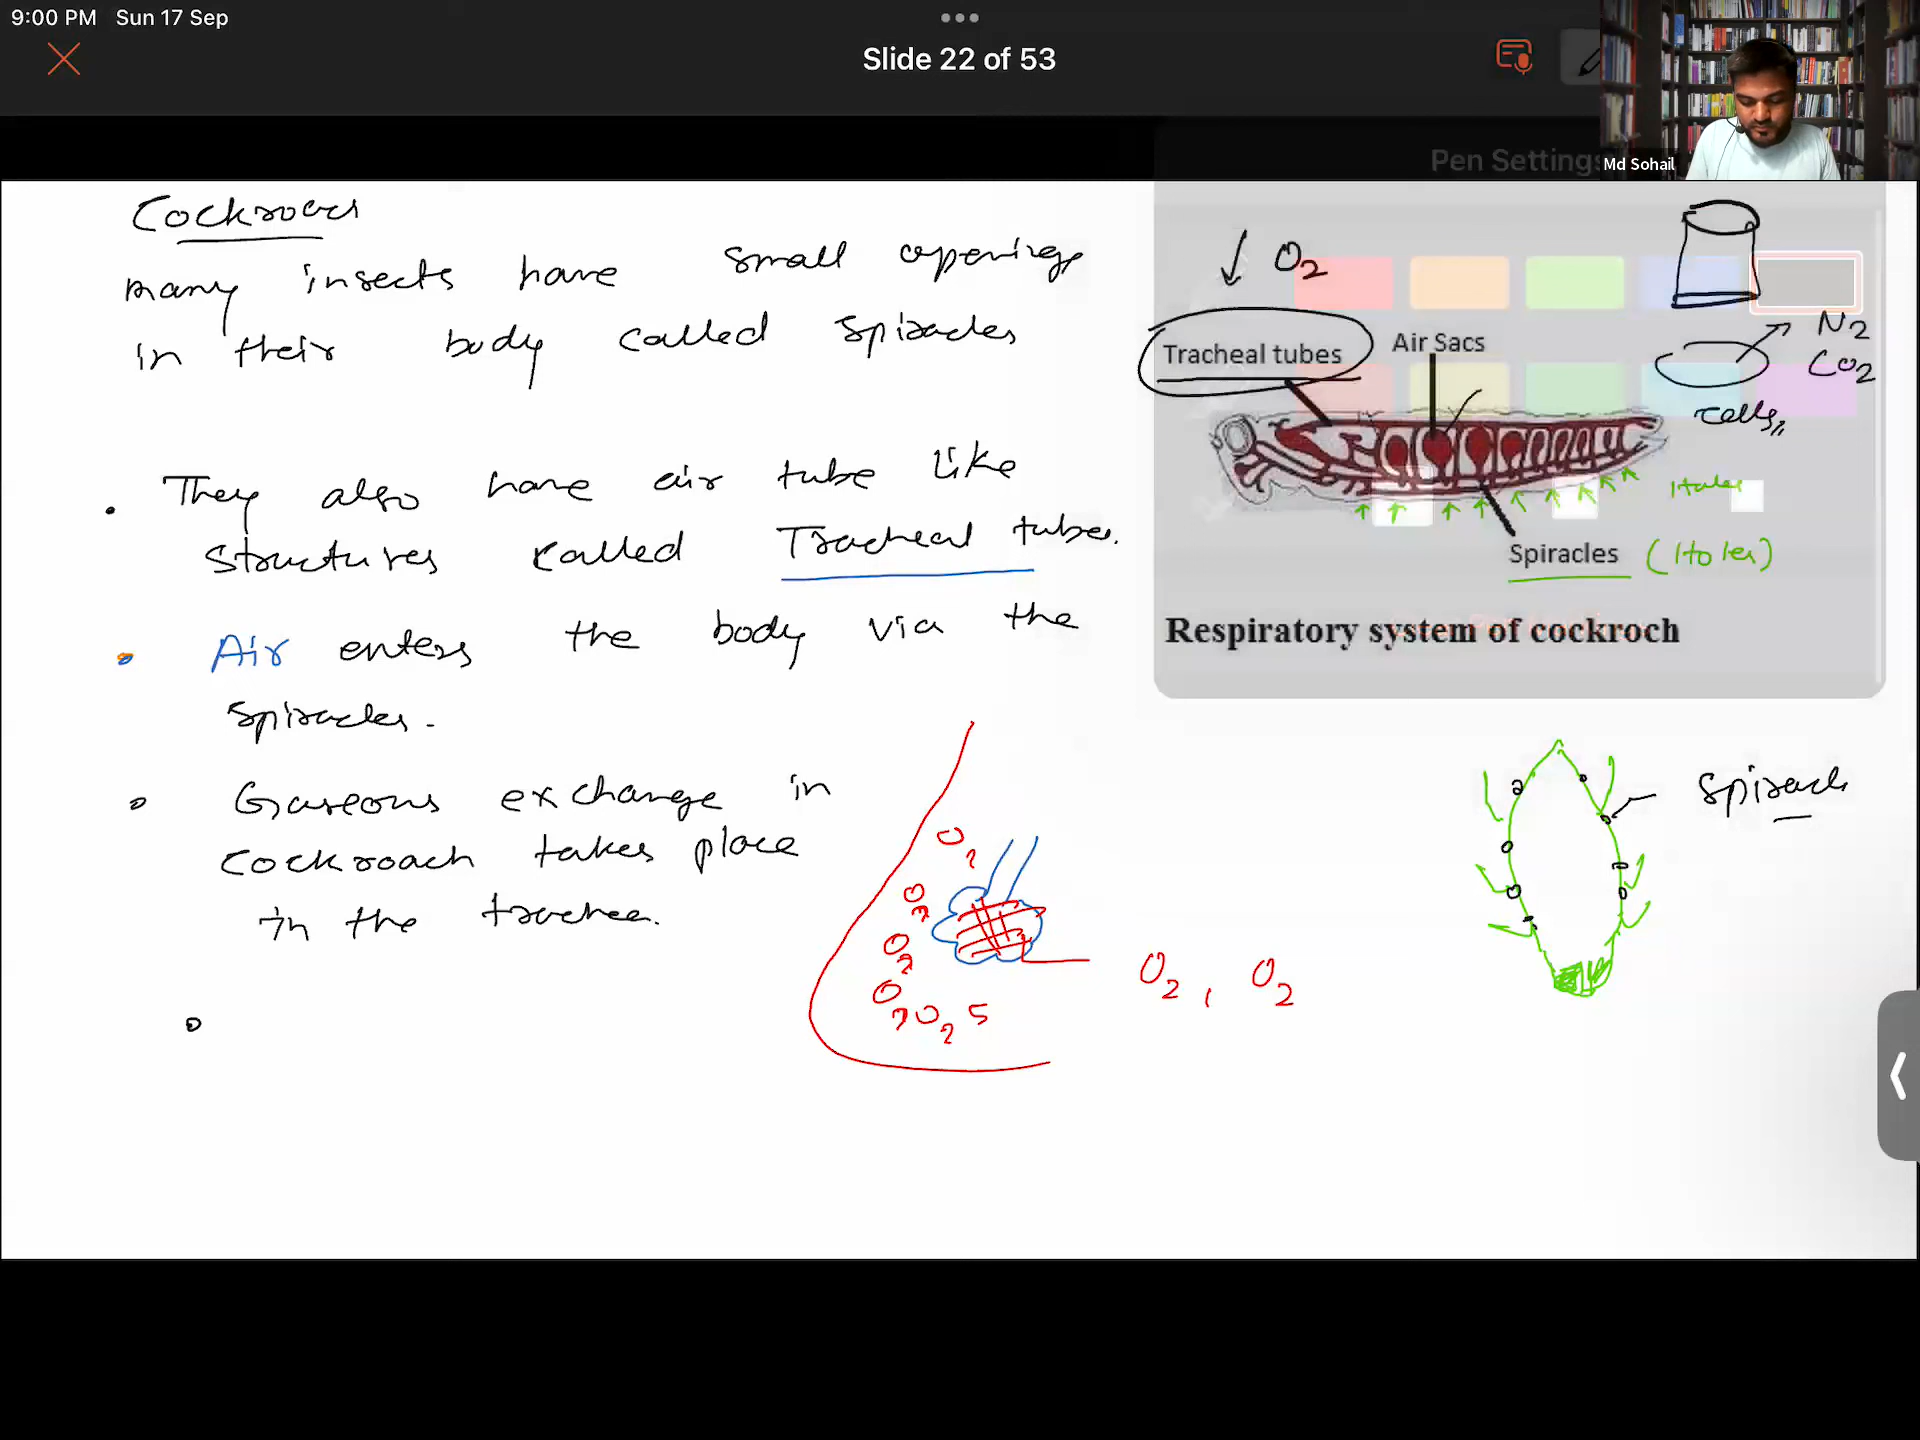 9:00 PM Sun 17 Sep
Slide 22 of 53
Pen Settings
Md Sohail
Cockroach
many insects have small openings
in their body called spiracles
• They also have air tube like
structures called Tracheal tubes.
• Air enters the body via the
spiracles.
• Gaseous exchange in
cockroach takes place
in the trachea.
↓ O2
Tracheal tubes
Air Sacs
N2
CO2
cells
Holes
Spiracles (Holes)
Respiratory system of cockroch
Spiracle
O2
O2
O2
O2
O2
O2, O2